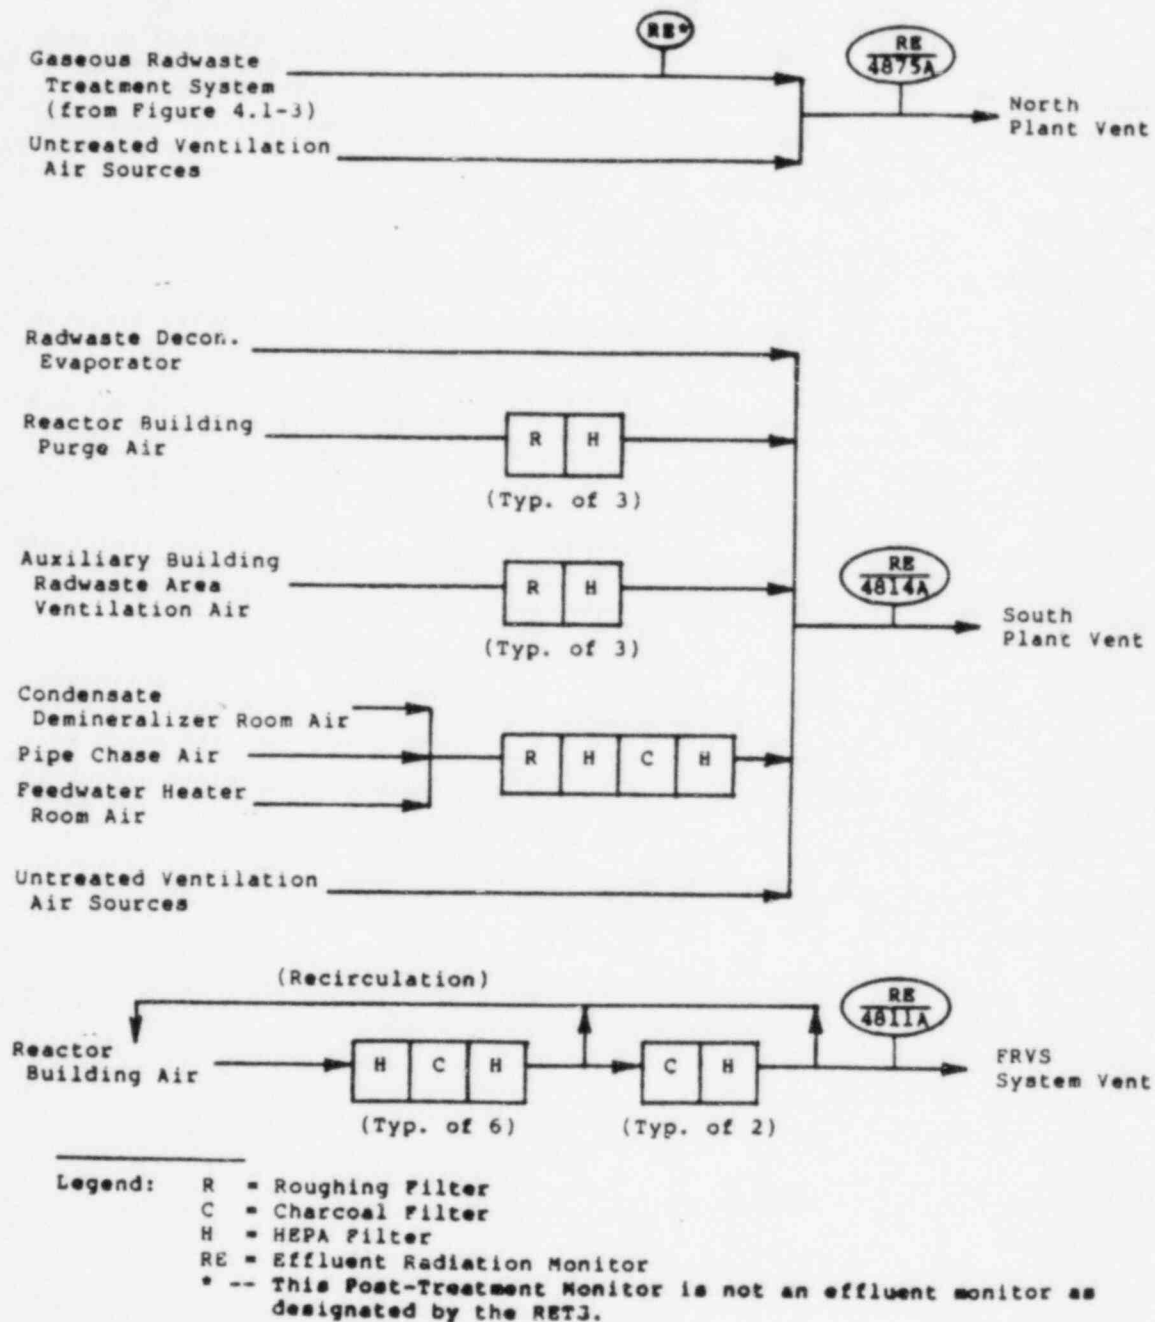 RE*
RE
4875A
Gaseous Radwaste
Treatment System
(from Figure 4.1-3)
North
Plant Vent
Untreated Ventilation
Air Sources
Radwaste Decon.
Evaporator
Reactor Building
Purge Air
R H
(Typ. of 3)
Auxiliary Building
Radwaste Area
Ventilation Air
R H
(Typ. of 3)
RE
4814A
South
Plant Vent
Condensate
Demineralizer Room Air
Pipe Chase Air
R H C H
Feedwater Heater
Room Air
Untreated Ventilation
Air Sources
(Recirculation)
RE
4811A
Reactor
Building Air
H C H
(Typ. of 6)
C H
(Typ. of 2)
FRVS
System Vent
Legend: R = Roughing Filter
C = Charcoal Filter
H = HEPA Filter
RE = Effluent Radiation Monitor
* -- This Post-Treatment Monitor is not an effluent monitor as
designated by the RET3.